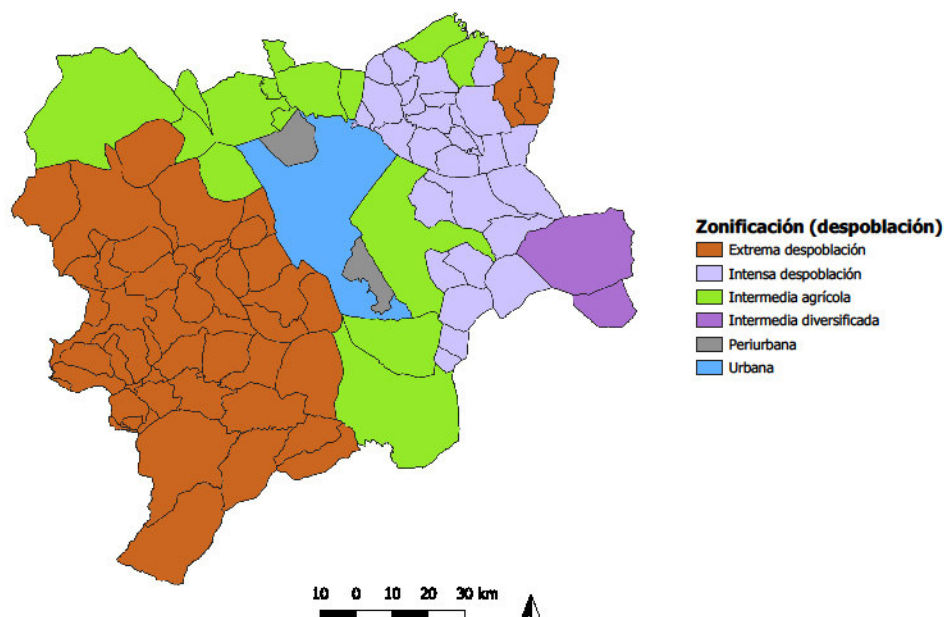 Zonificación (despoblación)
Extrema despoblación
Intensa despoblación
Intermedia agrícola
Intermedia diversificada
Periurbana
Urbana
10 0 10 20 30 km